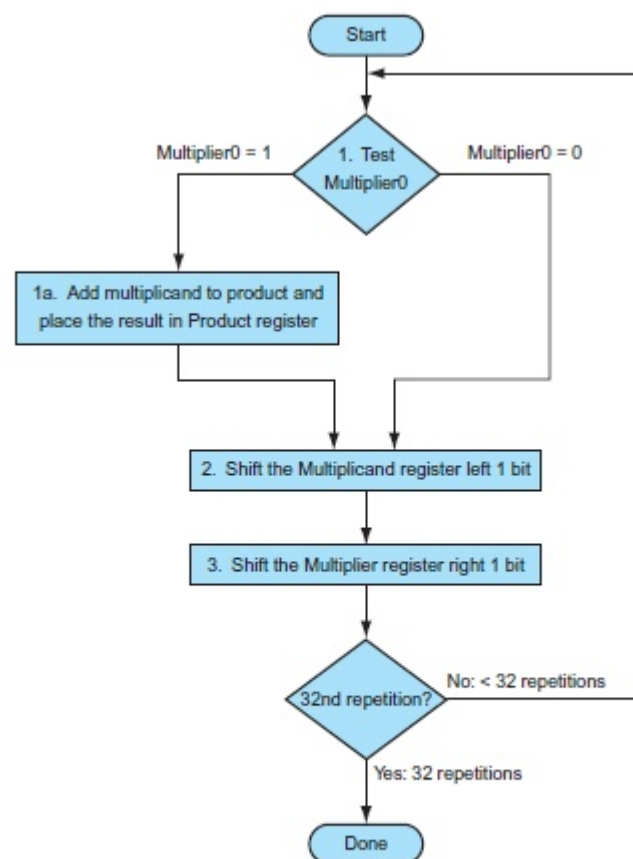 Start
Multiplier0 = 1
1. Test
Multiplier0
Multiplier0 = 0
1a. Add multiplicand to product and
place the result in Product register
2. Shift the Multiplicand register left 1 bit
3. Shift the Multiplier register right 1 bit
32nd repetition?
No: < 32 repetitions
Yes: 32 repetitions
Done